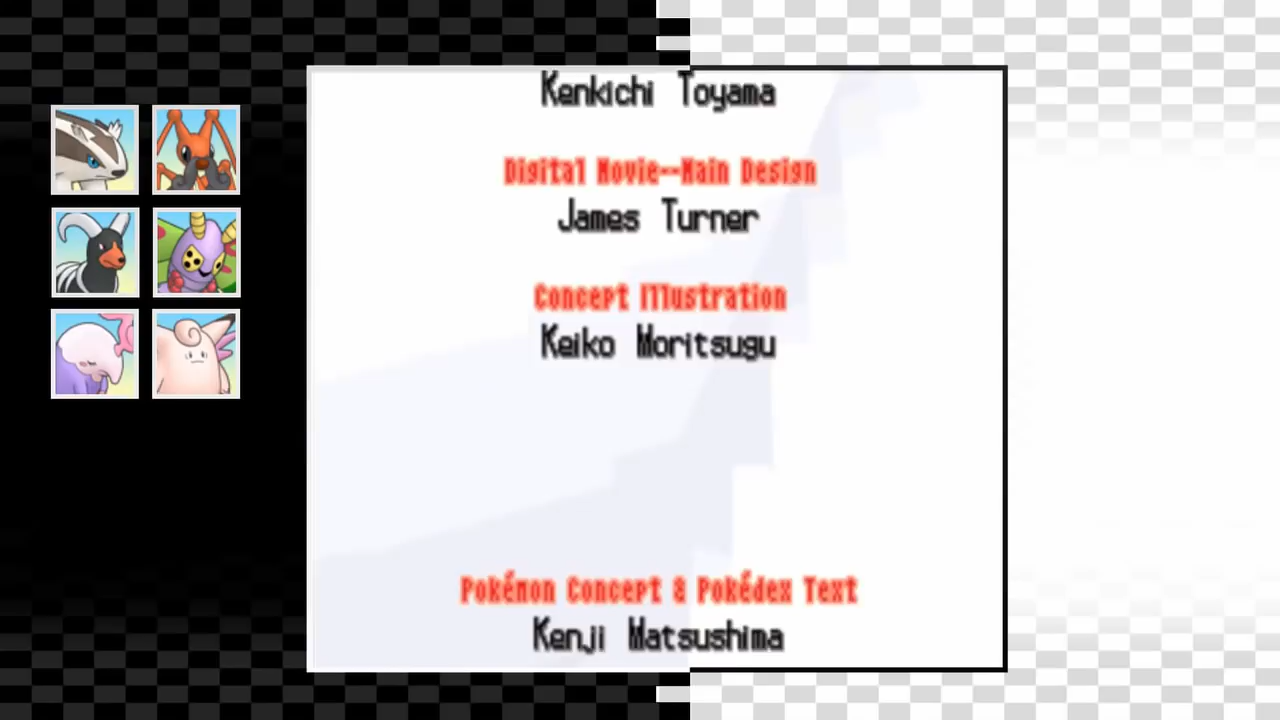 Kenkichi Toyama
Digital Movie--Main Design
James Turner
Concept Illustration
Keiko Moritsugu
Pokémon Concept & Pokédex Text
Kenji Matsushima